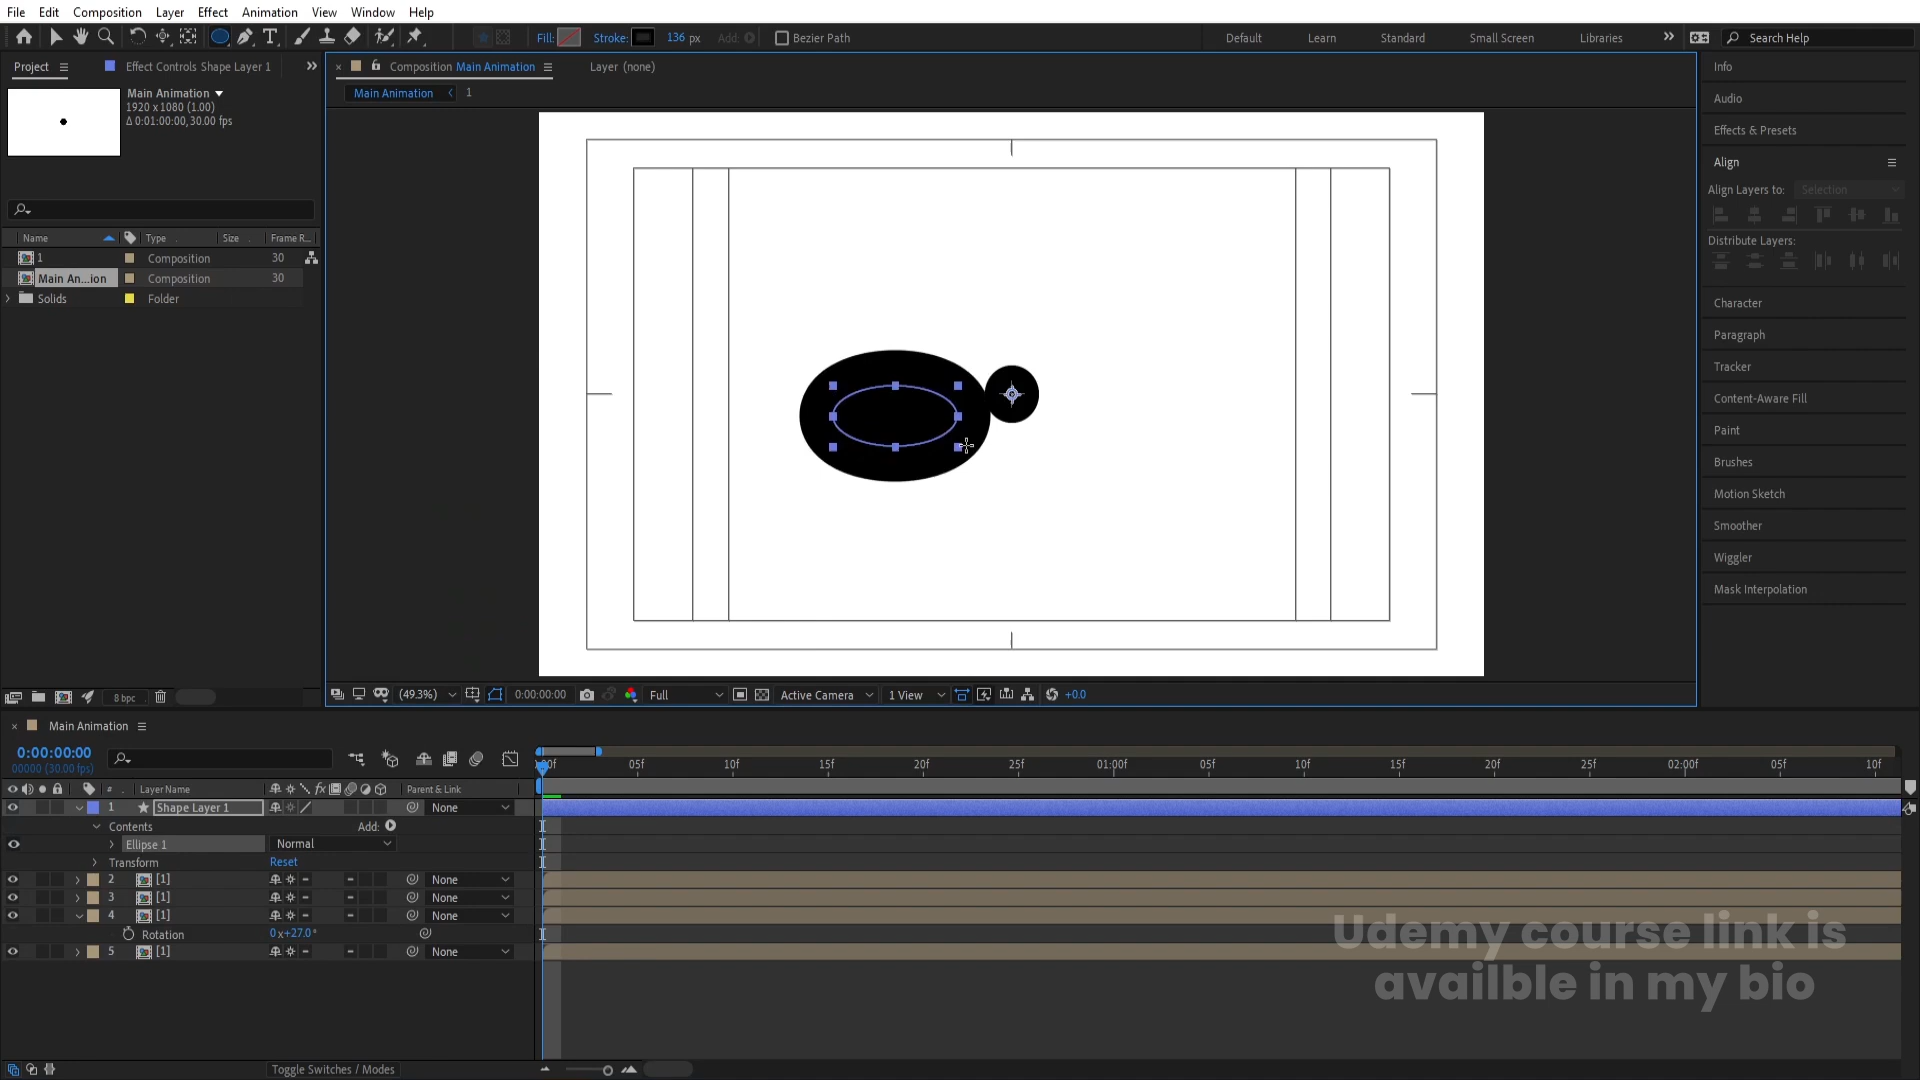 File Edit Composition Layer Effect Animation View Window Help
Fill: Stroke: 136 px Add: Bezier Path Default Learn Standard Small Screen Libraries Search Help
Project Effect Controls Shape Layer 1 Composition Main Animation Layer (none) Info
Main Animation
1920 x 1080 (1.00)
Δ 0:01:00:00, 30.00 fps
Main Animation 1
Audio
Effects & Presets
Align
Align Layers to: Selection
Distribute Layers:
Character
Paragraph
Tracker
Content-Aware Fill
Paint
Brushes
Motion Sketch
Smoother
Wiggler
Mask Interpolation
Name Type Size Frame R...
1 Composition 30
Main An...ion Composition 30
Solids Folder
8 bpc (49.3%) 0:00:00:00 Full Active Camera 1 View +0.0
Main Animation
0:00:00:00
00000 (30.00 fps)
:00f 05f 10f 15f 20f 25f 01:00f 05f 10f 15f 20f 25f 02:00f 05f 10f
# Layer Name fx Parent & Link
1 Shape Layer 1 None
Contents Add:
Ellipse 1 Normal
Transform Reset
2 [1] None
3 [1] None
4 [1] None
Rotation 0x+27.0°
5 [1] None
Udemy course link is
availble in my bio
Toggle Switches / Modes